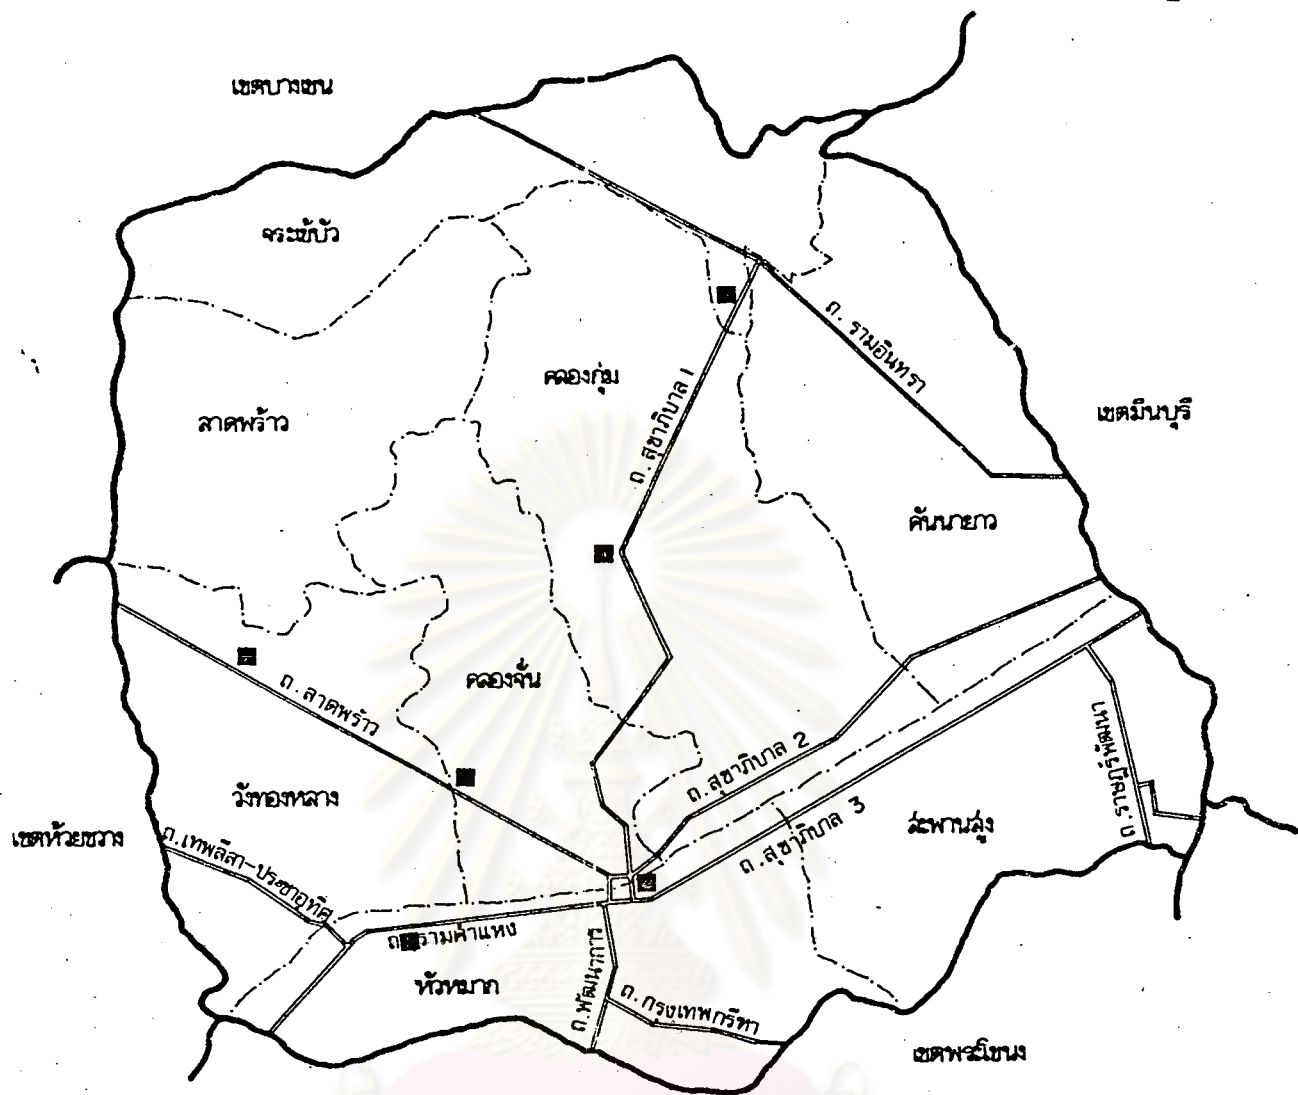 เขตบางเขน
จระเข้บัว
ถ. รามอินทรา
คลองกุ่ม
ถ. สุขาภิบาล 1
ลาดพร้าว
เขตมีนบุรี
คันนายาว
คลองจั่น
ถ. ลาดพร้าว
ถ. สุขาภิบาล 2
วังทองหลาง
ถ. สุขาภิบาล 3
สะพานสูง
เขตห้วยขวาง
ถ.เทพลีลา-ประชาอุทิศ
ถ.รามคำแหง
หัวหมาก
ถ.พัฒนาการ
ถ.กรุงเทพกรีฑา
เขตพระโขนง